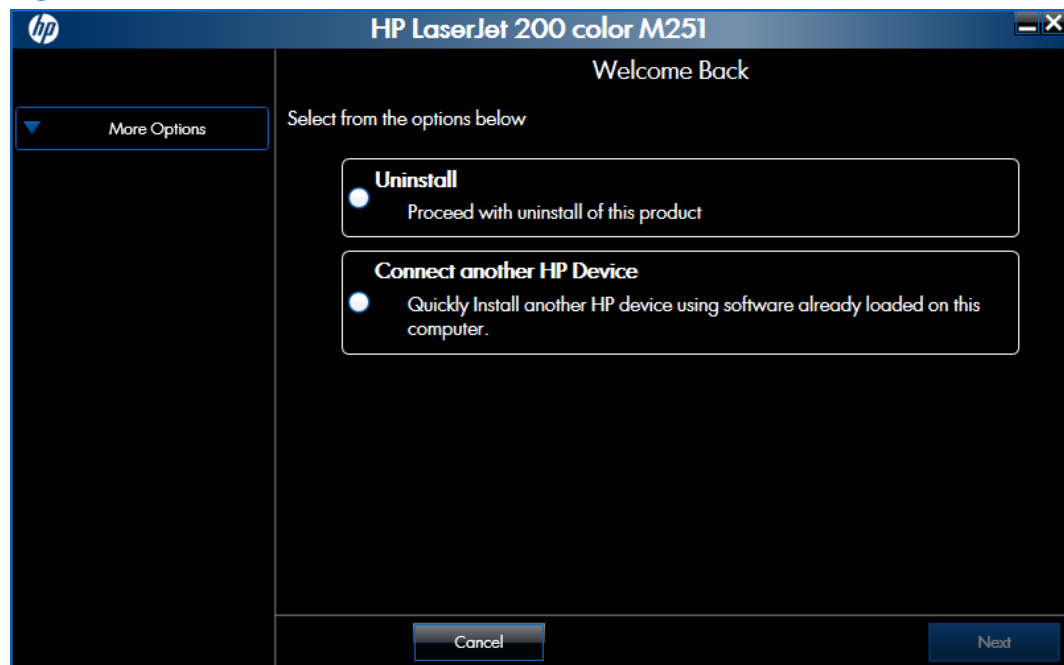 hp
HP LaserJet 200 color M251
Welcome Back
More Options
Select from the options below
Uninstall
Proceed with uninstall of this product
Connect another HP Device
Quickly Install another HP device using software already loaded on this
computer.
Cancel
Next